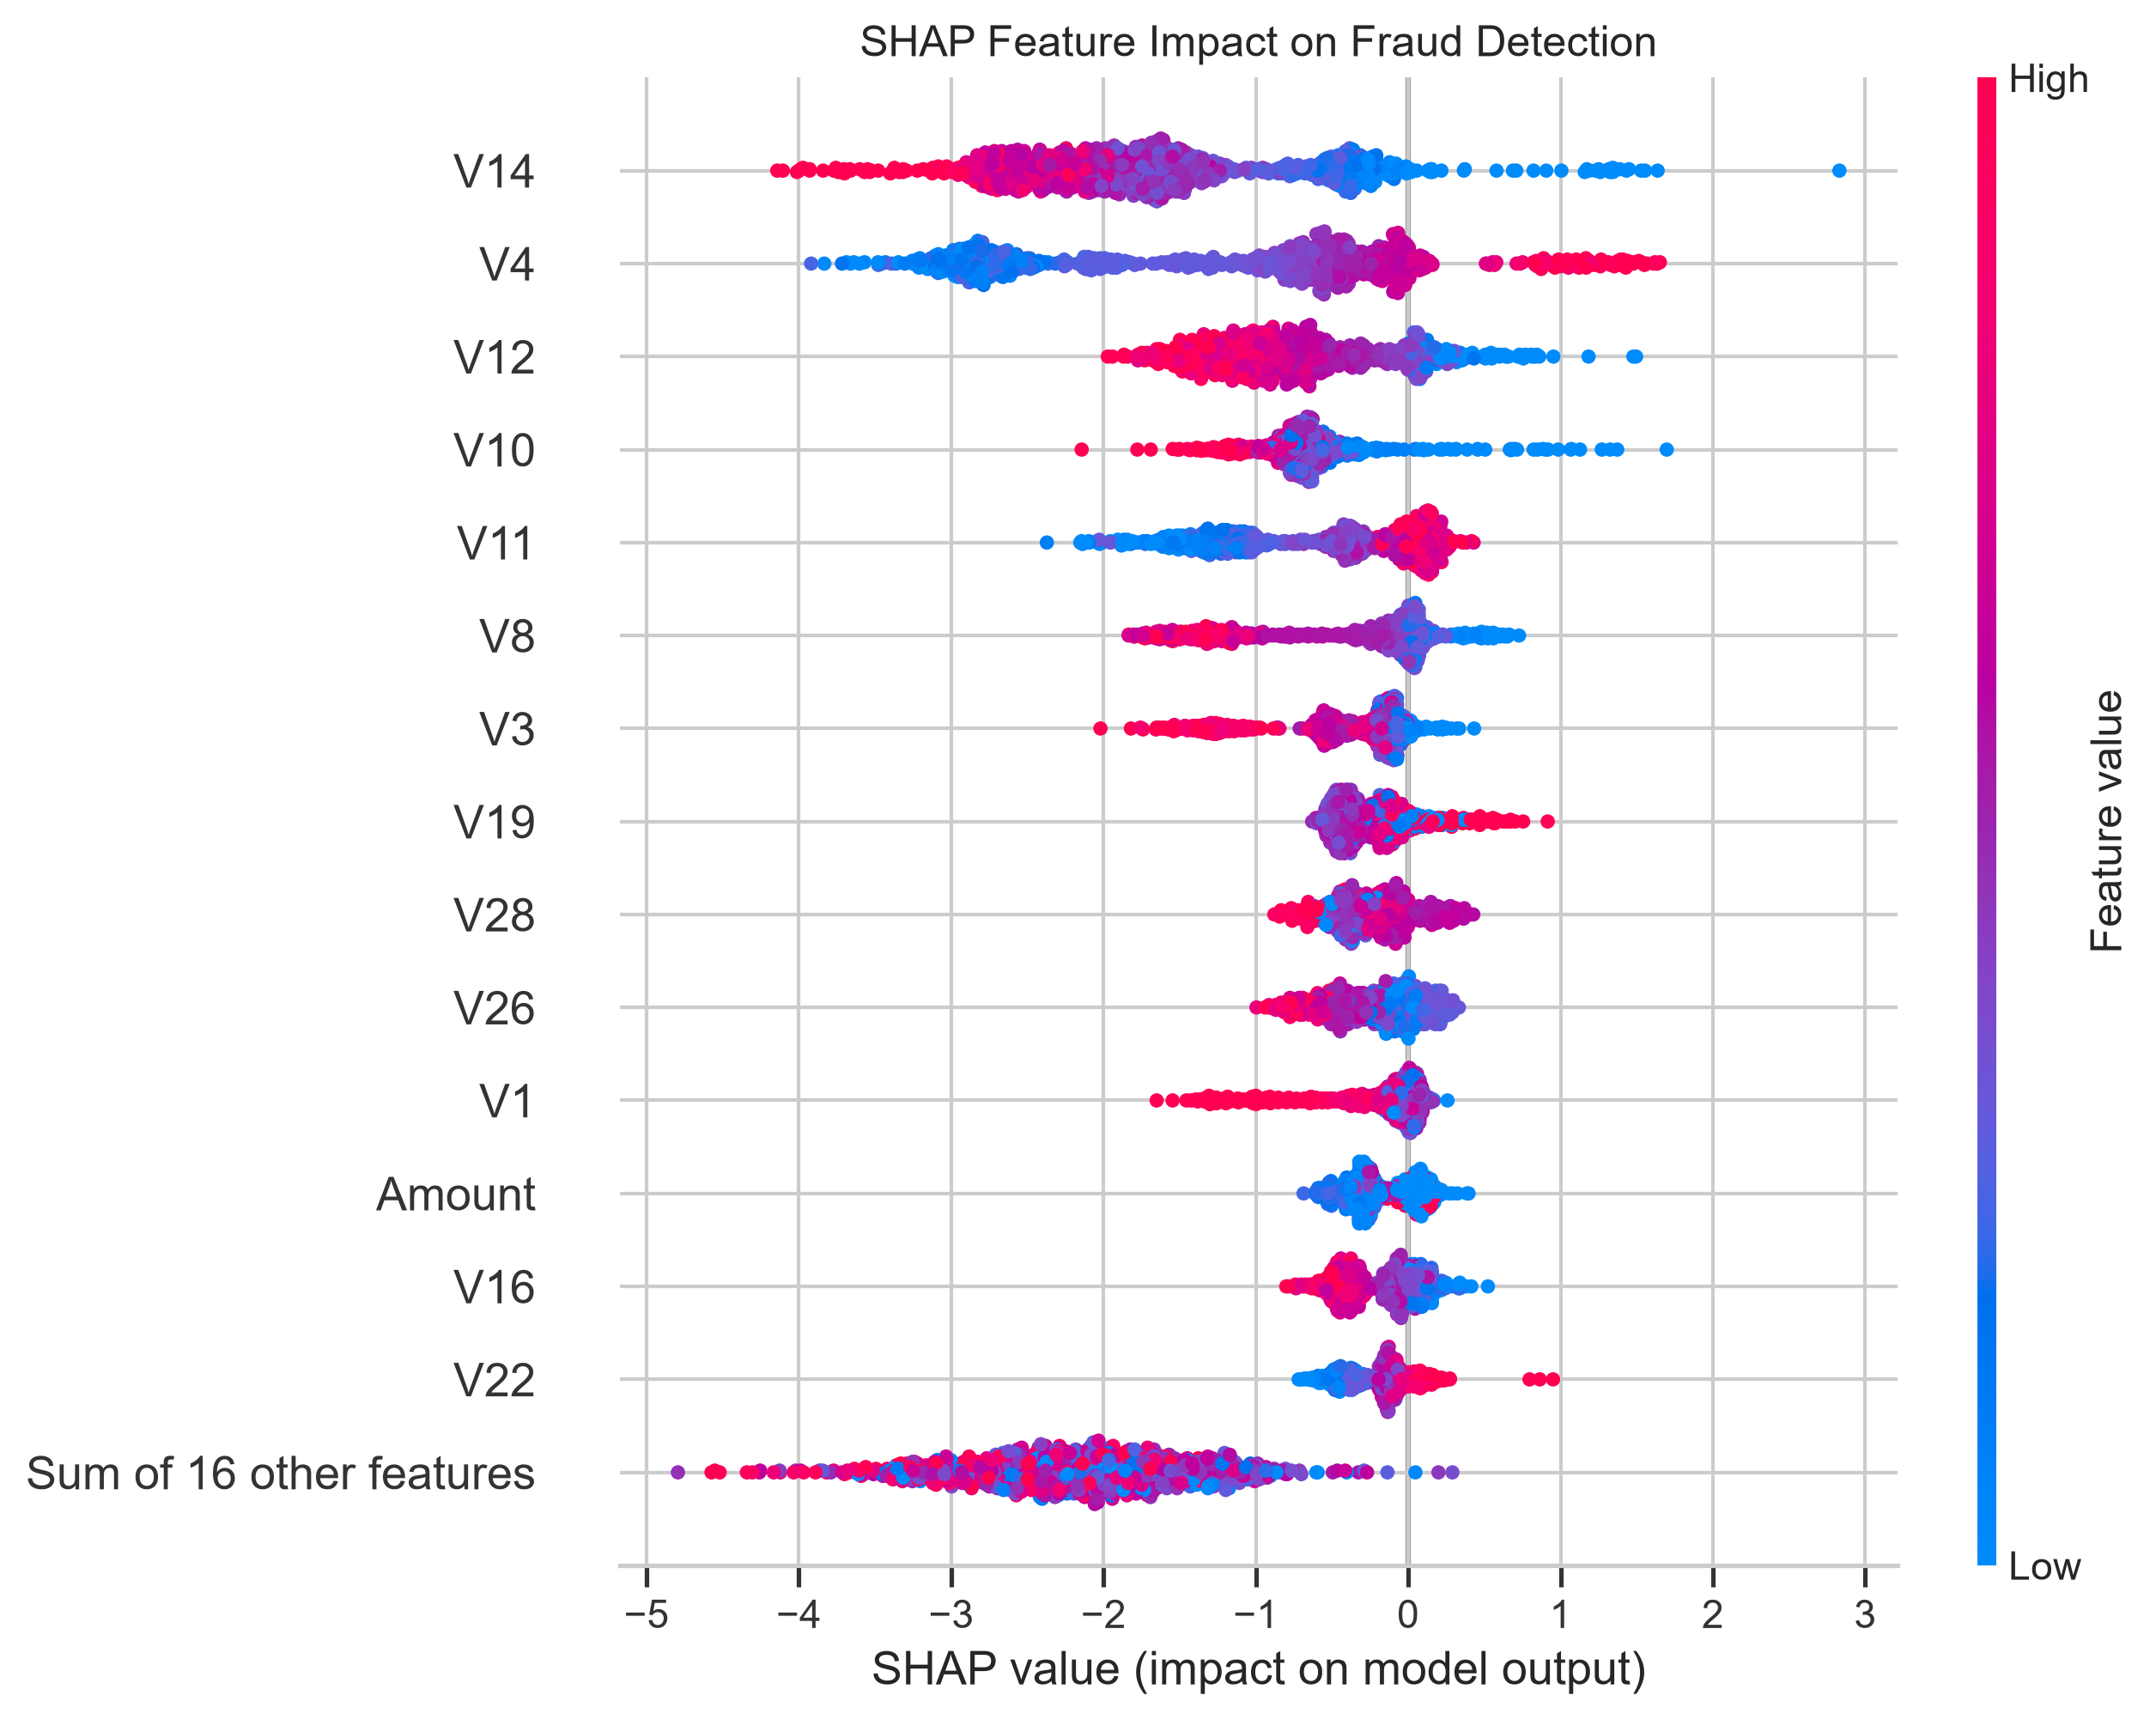 SHAP Feature Impact on Fraud Detection
High
V14
V4
V12
V10
V11
V8
V3
V19
V28
V26
V1
Amount
V16
V22
Sum of 16 other features
Feature value
Low
−5 −4 −3 −2 −1 0 1 2 3
SHAP value (impact on model output)